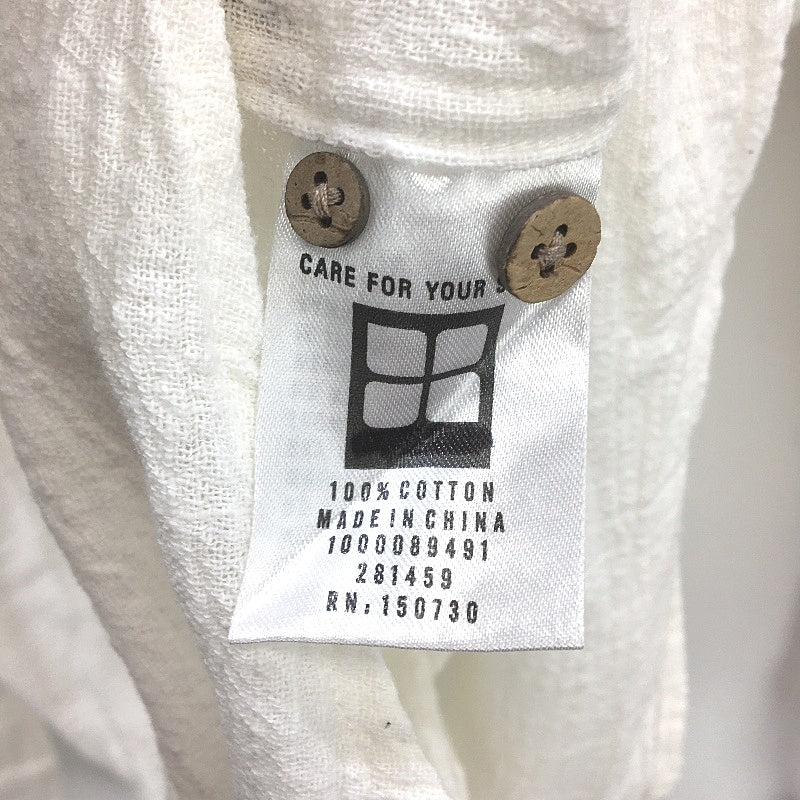 CARE FOR YOUR
100% COTTON
MADE IN CHINA
1000089491
281459
RN: 150730